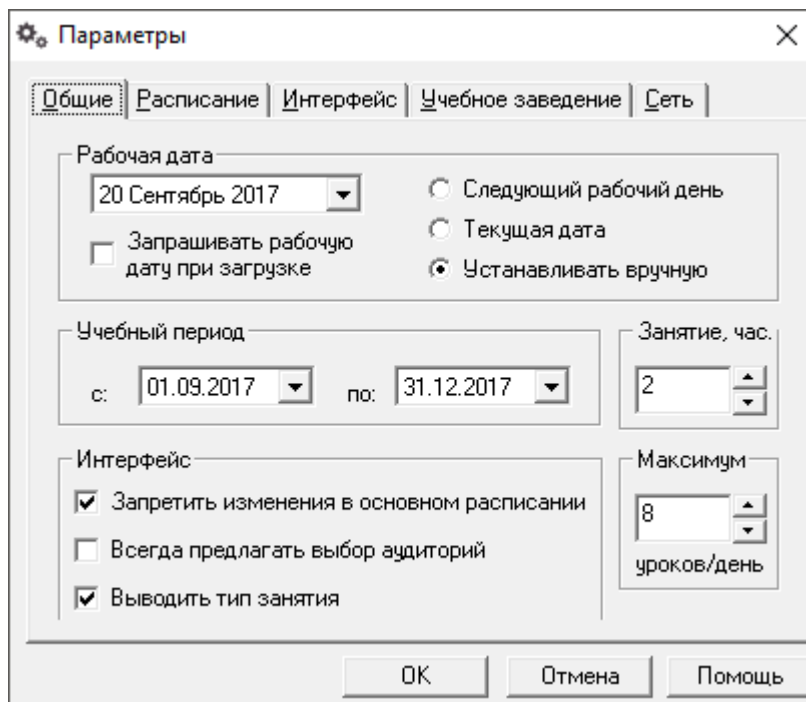 Параметры
Общие Расписание Интерфейс Учебное заведение Сеть
Рабочая дата
20 Сентябрь 2017
Запрашивать рабочую
дату при загрузке
Следующий рабочий день
Текущая дата
Устанавливать вручную
Учебный период
с: 01.09.2017 по: 31.12.2017
Занятие, час.
2
Интерфейс
Запретить изменения в основном расписании
Всегда предлагать выбор аудиторий
Выводить тип занятия
Максимум
8
уроков/день
OK Отмена Помощь